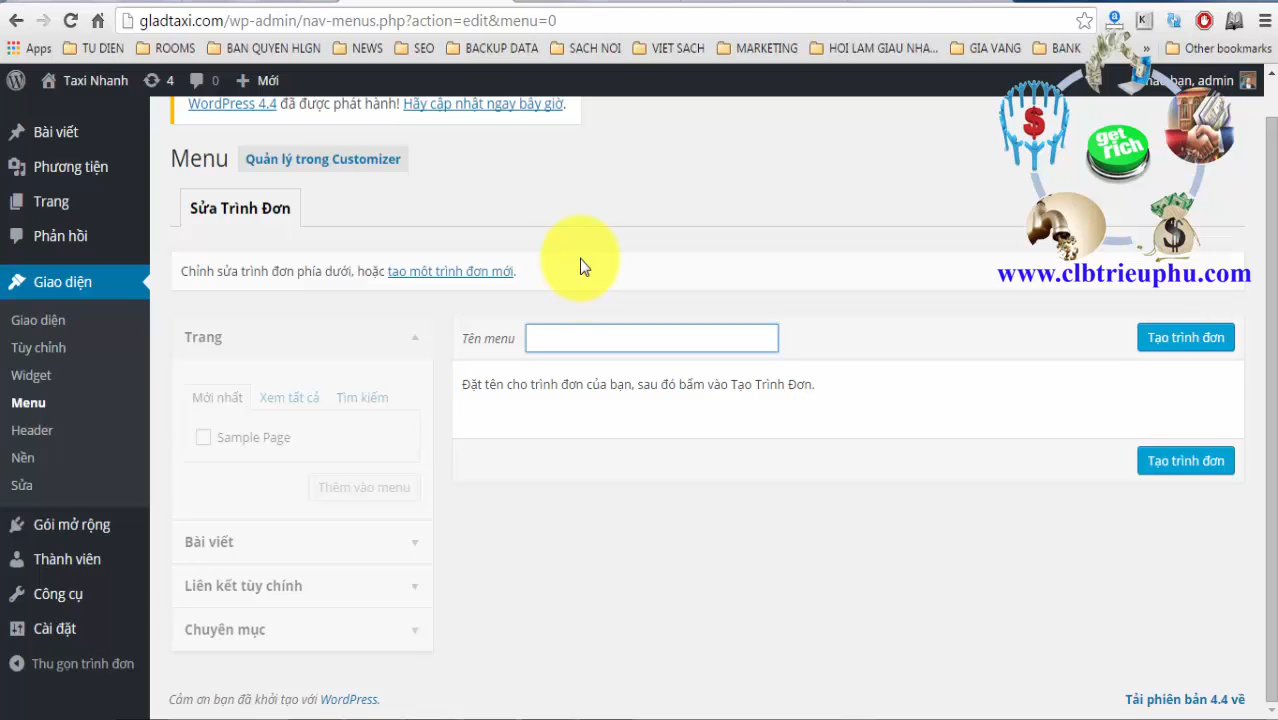 gladtaxi.com/wp-admin/nav-menus.php?action=edit&menu=0
Apps TU DIEN ROOMS BAN QUYEN HLGN NEWS SEO BACKUP DATA SACH NOI VIET SACH MARKETING HOI LAM GIAU NHA... GIA VANG BANK » Other bookmarks
Taxi Nhanh 4 0 Mới bạn, admin
WordPress 4.4 đã được phát hành! Hãy cập nhật ngay bây giờ.
get rich
www.clbtrieuphu.com
Menu Quản lý trong Customizer
Sửa Trình Đơn
Chỉnh sửa trình đơn phía dưới, hoặc tạo một trình đơn mới.
Bài viết
Phương tiện
Trang
Phản hồi
Giao diện
Giao diện
Tùy chỉnh
Widget
Menu
Header
Nền
Sửa
Gói mở rộng
Thành viên
Công cụ
Cài đặt
Thu gọn trình đơn
Trang
Mới nhất Xem tất cả Tìm kiếm
Sample Page
Thêm vào menu
Bài viết
Liên kết tùy chỉnh
Chuyên mục
Tên menu Tạo trình đơn
Đặt tên cho trình đơn của bạn, sau đó bấm vào Tạo Trình Đơn.
Tạo trình đơn
Cảm ơn bạn đã khởi tạo với WordPress. Tải phiên bản 4.4 về